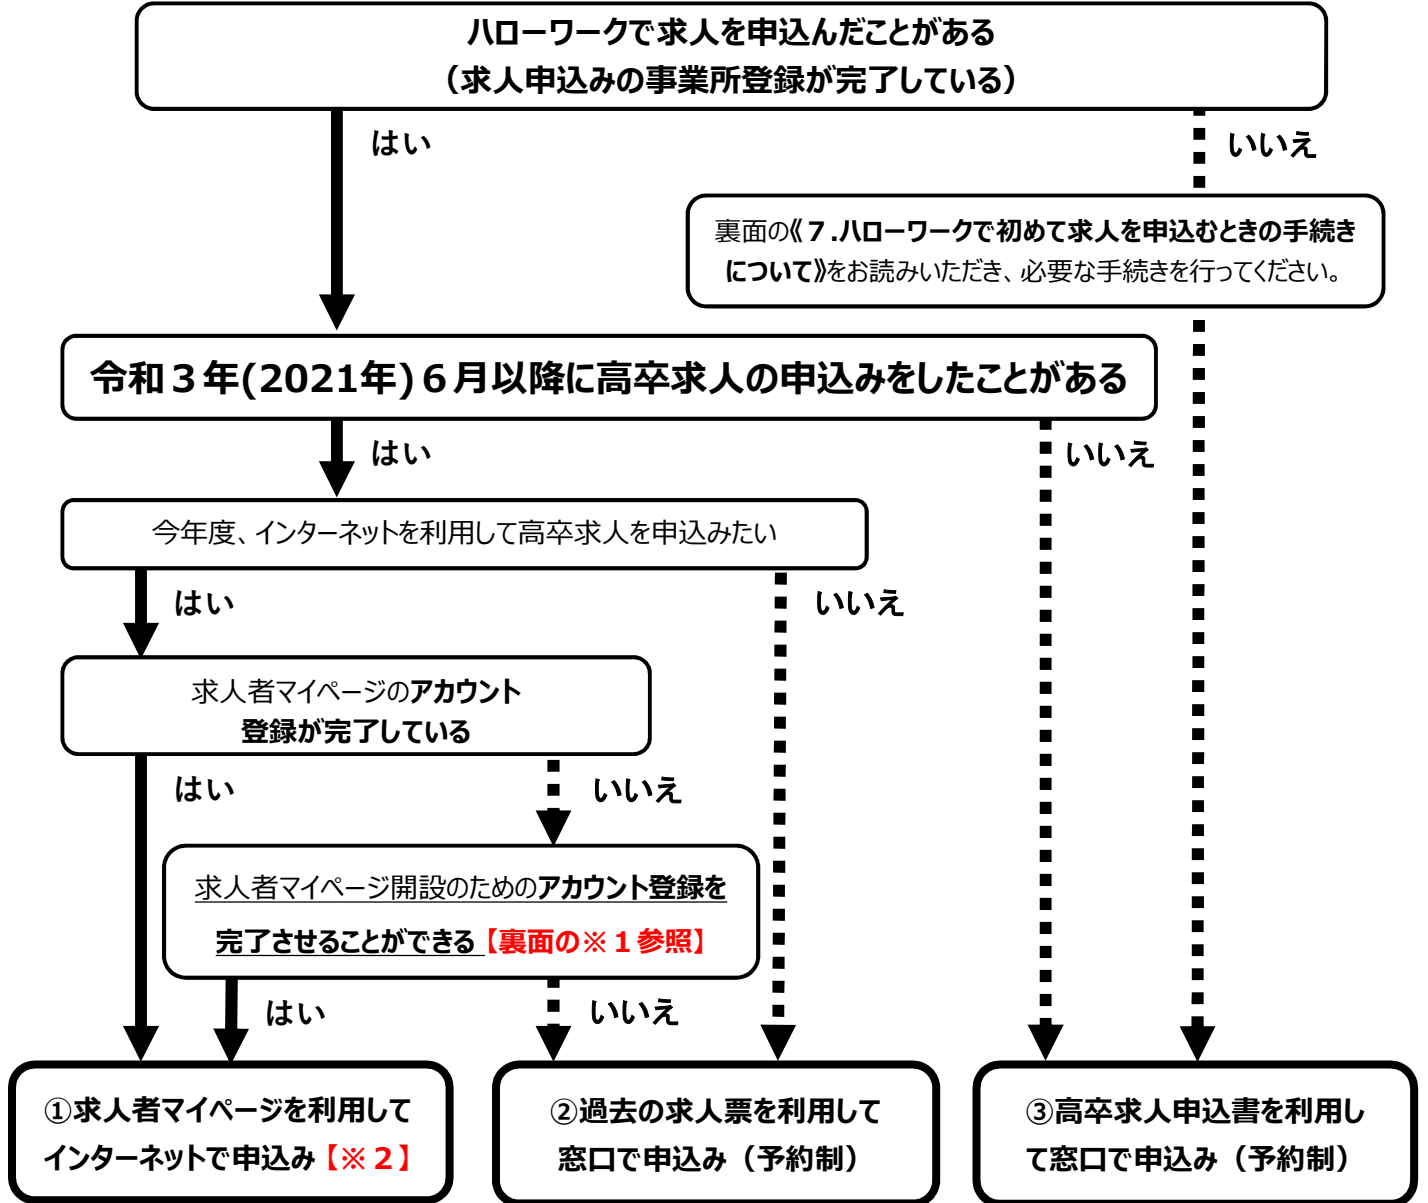 ハローワークで求人を申込んだことがある
（求人申込みの事業所登録が完了している）
はい
いいえ
裏面の《７.ハローワークで初めて求人を申込むときの手続き
について》をお読みいただき、必要な手続きを行ってください。
令和３年(2021年)６月以降に高卒求人の申込みをしたことがある
はい
いいえ
今年度、インターネットを利用して高卒求人を申込みたい
はい
いいえ
求人者マイページのアカウント
登録が完了している
はい
いいえ
求人者マイページ開設のためのアカウント登録を
完了させることができる【裏面の※１参照】
はい
いいえ
①求人者マイページを利用して
インターネットで申込み【※２】
②過去の求人票を利用して
窓口で申込み（予約制）
③高卒求人申込書を利用し
て窓口で申込み（予約制）